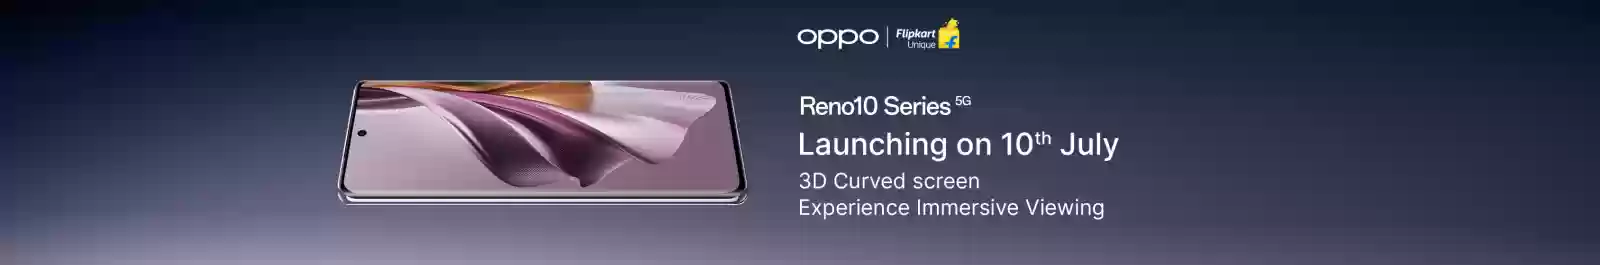 oppo | Flipkart
Unique
Reno10 Series 5G
Launching on 10th July
3D Curved screen
Experience Immersive Viewing